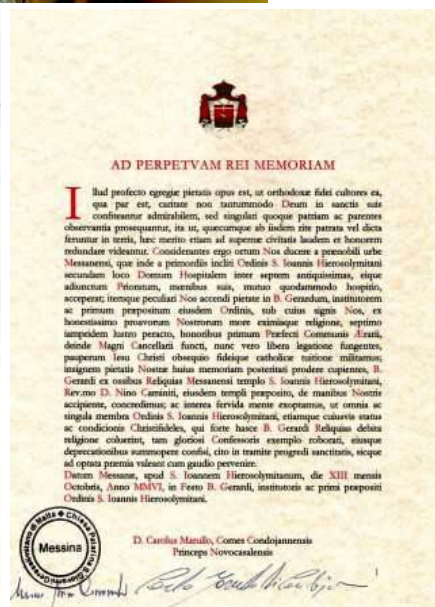 AD PERPETVAM REI MEMORIAM
Illud profecto egregiæ pietatis opus est, ut orthodoxæ fidei cultores ea,
qua par est, caritate non tantummodo Deum in sanctis suis
confiteantur admirabilem, sed singulari quoque patriam ac parentes
observantia prosequantur, ita ut, quæcumque ab iisdem rite patrata vel dicta
feruntur in terris, hæc merito etiam ad supernæ civitatis laudem et honorem
redundare videantur. Considerantes ergo ortum Nos ducere a prænobili urbe
Messanensi, que inde a primordiis incliti Ordinis S. Ioannis Hierosolymitani
secundam loco Domum Hospitalem inter septem antiquissimas, eique
adiunctum Prioratum, mœnibus suis, mutuo quodammodo hospitio,
acceperat; itemque peculiari Nos accendi pietate in B. Gerardum, institutorem
ac primum præpositum eiusdem Ordinis, sub cuius signis Nos, ex
honestissimo proavorum Nostrorum more eximiaque religione, septimo
iampridem lustro peracto, honoribus primum Præfecti Communis Ærarii,
deinde Magni Cancellarii functi, nunc vero libera legatione fungentes,
pauperum Iesu Christi obsequio fideique catholicæ tuitione militamus;
insignem pietatis Nostræ huius memoriam posteritati prodere cupientes, B.
Gerardi ex ossibus Reliquias Messanensi templo S. Ioannis Hierosolymitani,
Rev.mo D. Nino Caminiti, eiusdem templi præposito, de manibus Nostris
accipiente, concredimus; ac intenta fervida mente exoptamus, ut omnia ac
singula membra Ordinis S. Ioannis Hierosolymitani, etiamque cuiusvis status
ac condicionis Christifideles, qui forte hasce B. Gerardi Reliquias debita
religione coluerint, tam gloriosi Confessoris exemplo roborati, eiusque
deprecationibus summopere confisi, cito in tramite progredi sanctitatis, sicque
ad optata præmia valeant cum gaudio pervenire.
Datum Messanæ, apud S. Ioannem Hierosolymitanum, die XIII mensis
Octobris, Anno MMVI, in Festo B. Gerardi, institutoris ac primi præpositi
Ordinis S. Ioannis Hierosolymitani.
D. Carolus Marullo, Comes Condojannensis
Princeps Novocasalensis
Messina